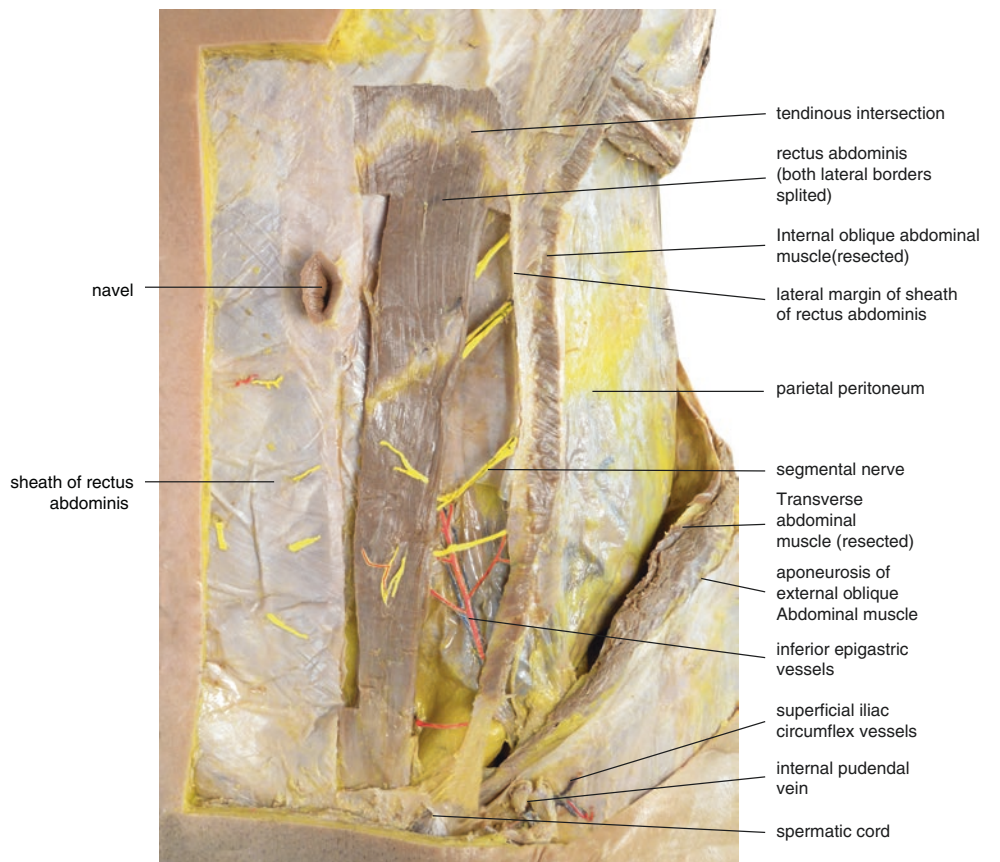 navel
sheath of rectus
abdominis
tendinous intersection
rectus abdominis
(both lateral borders
splited)
Internal oblique abdominal
muscle(resected)
lateral margin of sheath
of rectus abdominis
parietal peritoneum
segmental nerve
Transverse
abdominal
muscle (resected)
aponeurosis of
external oblique
Abdominal muscle
inferior epigastric
vessels
superficial iliac
circumflex vessels
internal pudendal
vein
spermatic cord